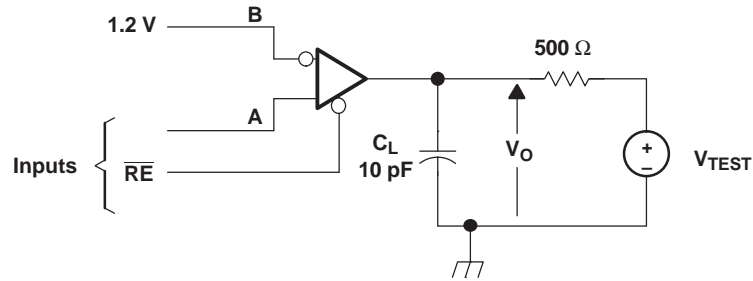 B
1.2 V
500 Ω
A
Inputs
RE
C_L
10 pF
V_O
+
–
V_TEST